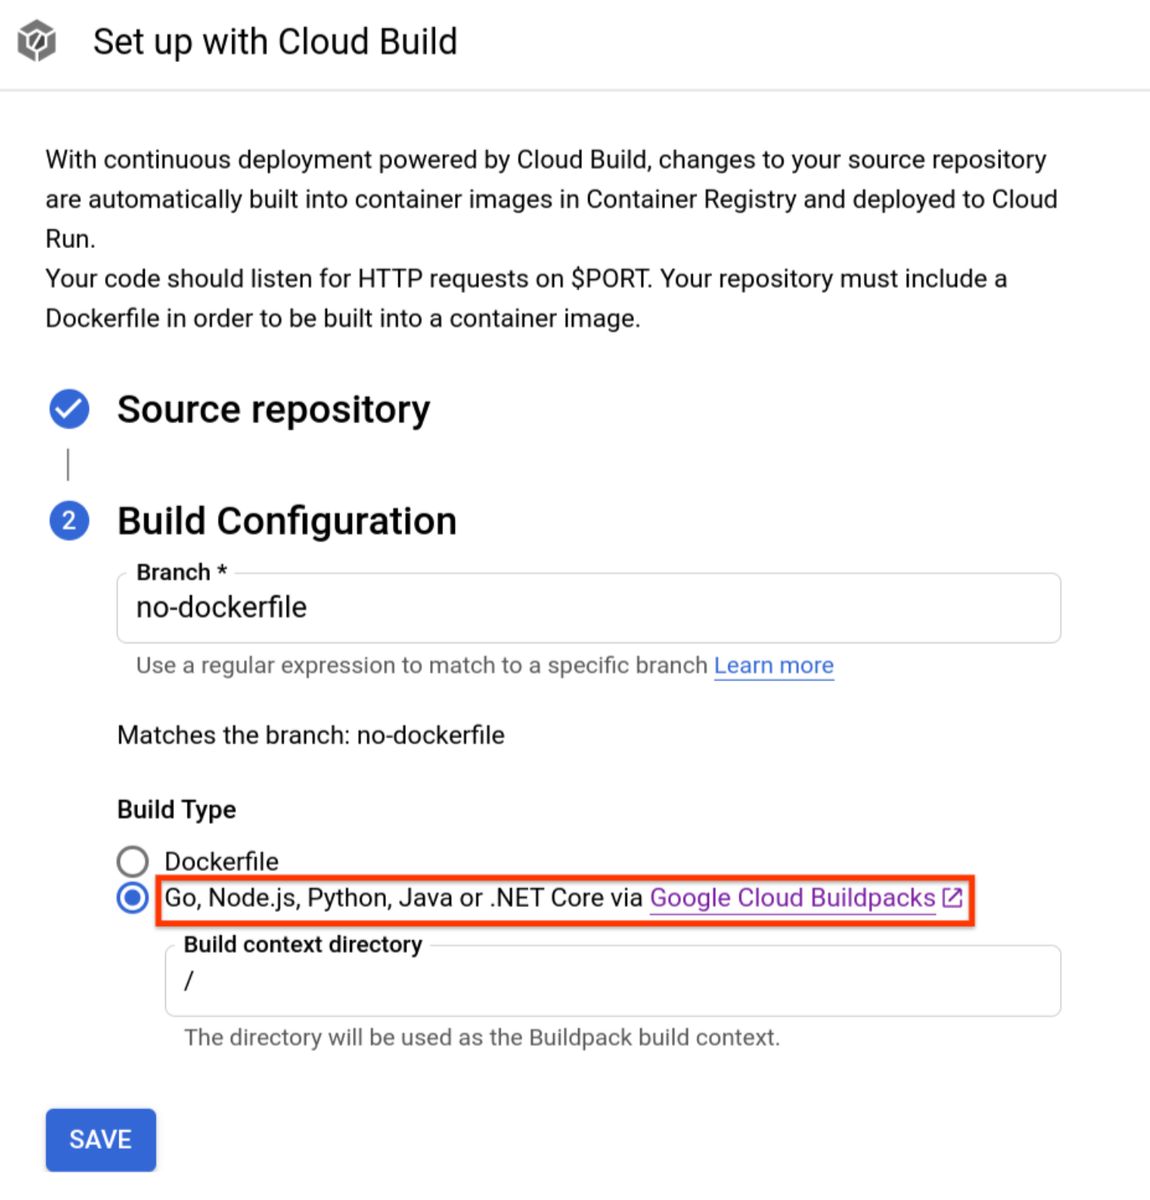 Set up with Cloud Build
With continuous deployment powered by Cloud Build, changes to your source repository
are automatically built into container images in Container Registry and deployed to Cloud
Run.
Your code should listen for HTTP requests on $PORT. Your repository must include a
Dockerfile in order to be built into a container image.
Source repository
2 Build Configuration
Branch *
no-dockerfile
Use a regular expression to match to a specific branch Learn more
Matches the branch: no-dockerfile
Build Type
Dockerfile
Go, Node.js, Python, Java or .NET Core via Google Cloud Buildpacks
Build context directory
/
The directory will be used as the Buildpack build context.
SAVE